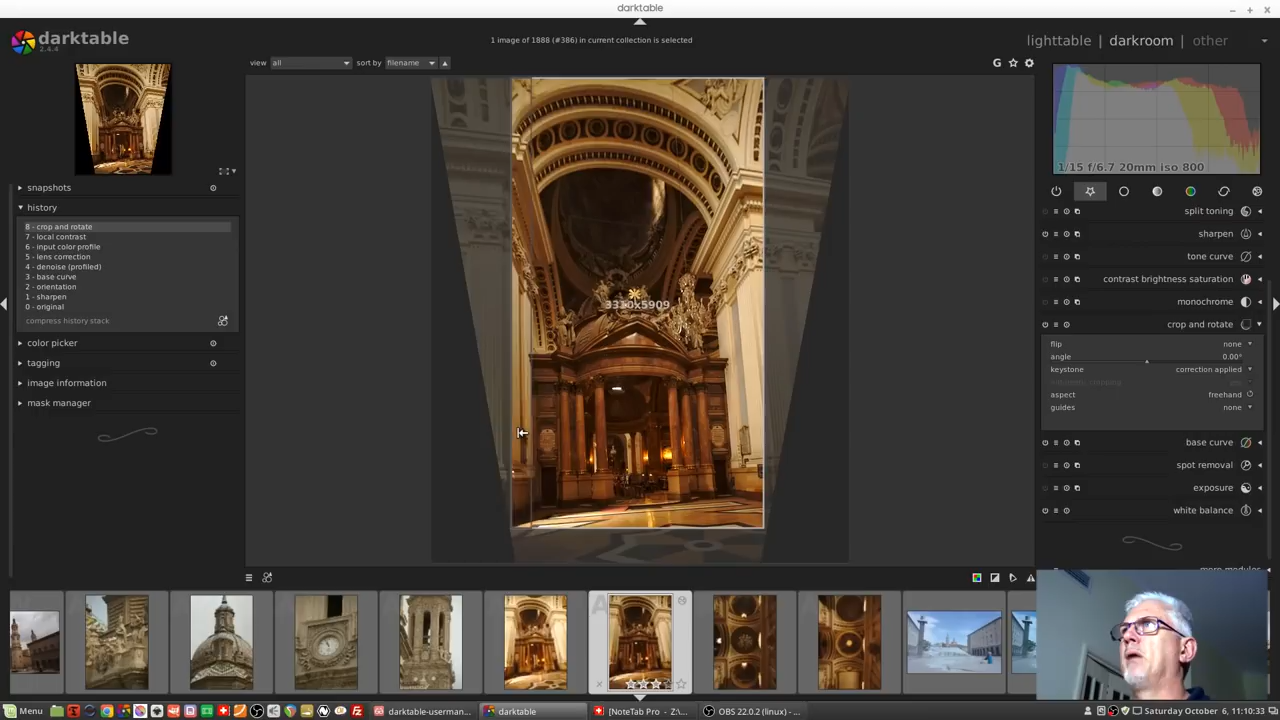 darktable
darktable
2.4.4
1 image of 1888 (#386) in current collection is selected
lighttable | darkroom | other
view all sort by filename
G
1/15 f/6.7 20mm iso 800
snapshots
history
8 - crop and rotate
7 - local contrast
6 - input color profile
5 - lens correction
4 - denoise (profiled)
3 - base curve
2 - orientation
1 - sharpen
0 - original
compress history stack
color picker
tagging
image information
mask manager
3310x5909
split toning
sharpen
tone curve
contrast brightness saturation
monochrome
crop and rotate
flip none
angle 0.00°
keystone correction applied
aspect freehand
guides none
base curve
spot removal
exposure
white balance
Menu
darktable-userman...
darktable
[NoteTab Pro - Z:\...
OBS 22.0.2 (linux) - ...
Saturday October 6, 11:10:33